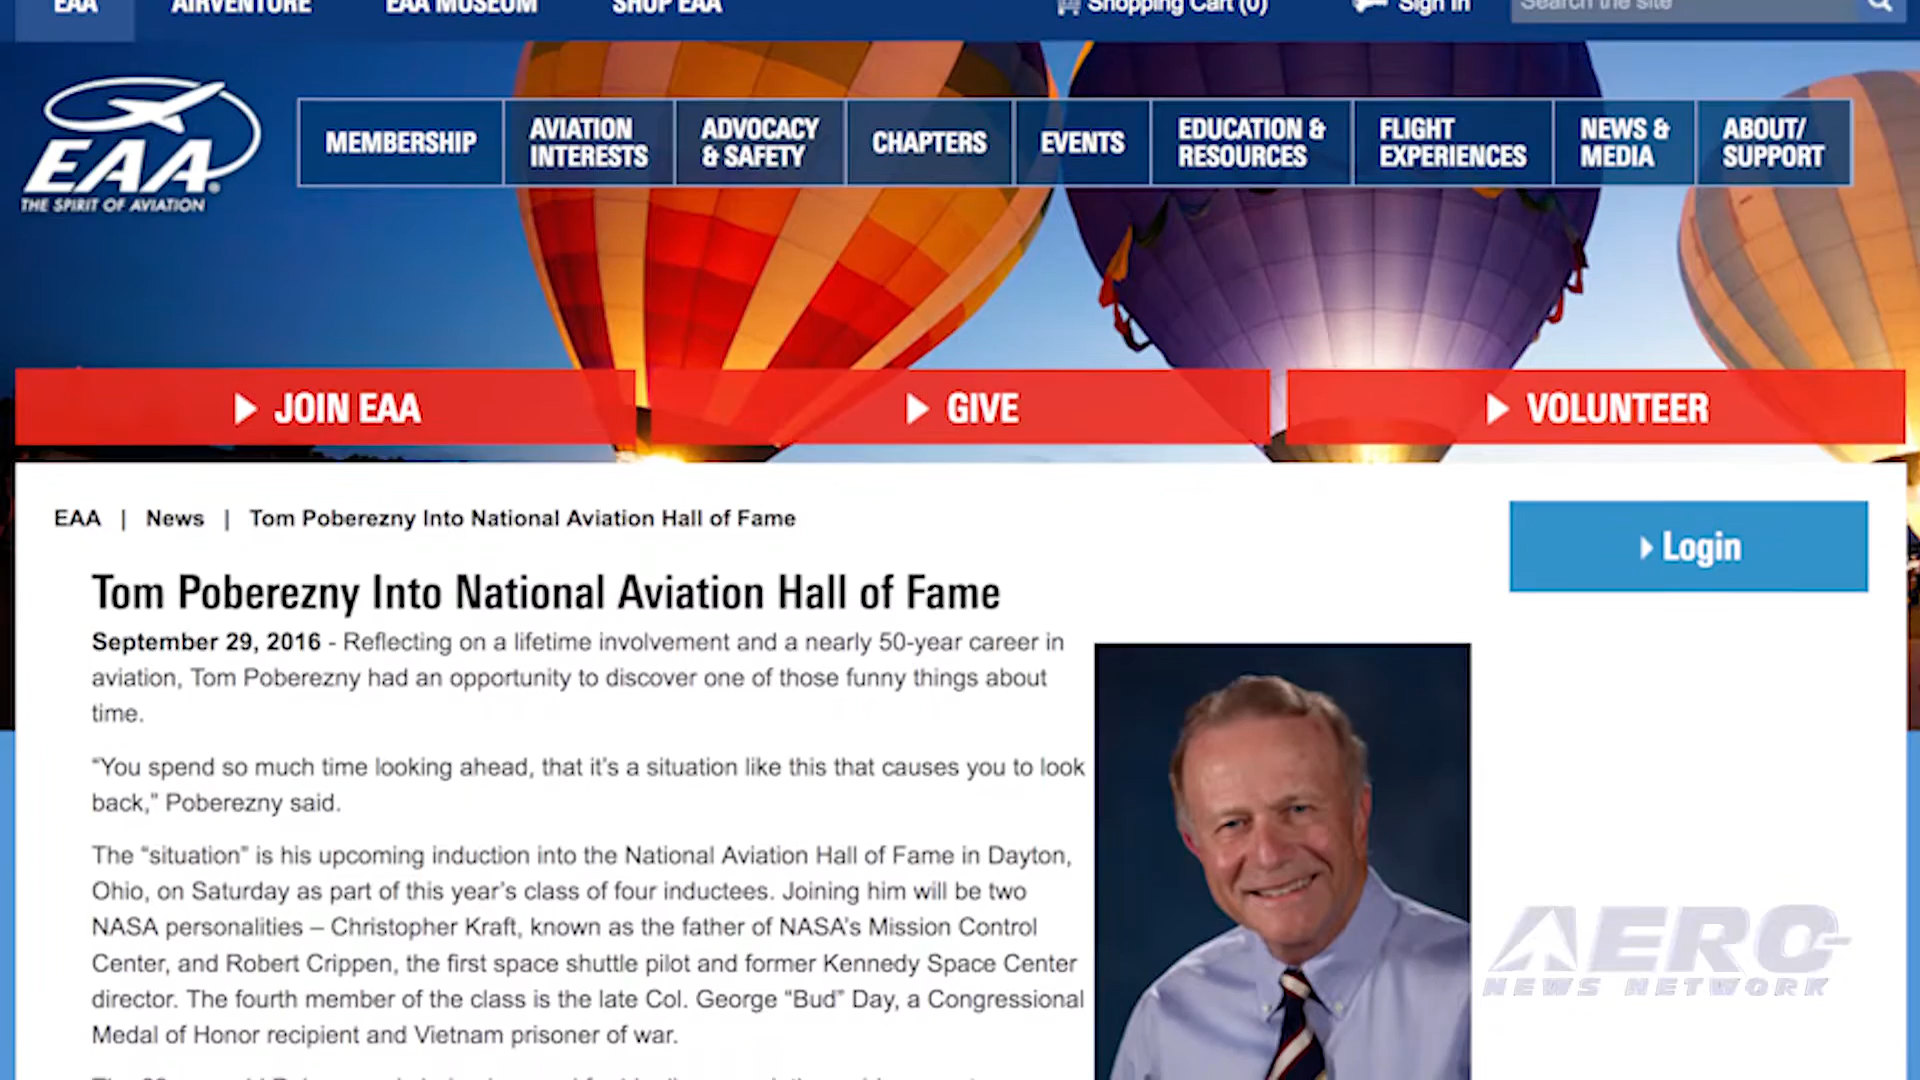 EAA AIRVENTURE EAA MUSEUM SHOP EAA Shopping Cart (0) Sign In Search the site
EAA
THE SPIRIT OF AVIATION
MEMBERSHIP
AVIATION
INTERESTS
ADVOCACY
& SAFETY
CHAPTERS
EVENTS
EDUCATION &
RESOURCES
FLIGHT
EXPERIENCES
NEWS &
MEDIA
ABOUT/
SUPPORT
JOIN EAA
GIVE
VOLUNTEER
EAA | News | Tom Poberezny Into National Aviation Hall of Fame
Login
Tom Poberezny Into National Aviation Hall of Fame
September 29, 2016 - Reflecting on a lifetime involvement and a nearly 50-year career in
aviation, Tom Poberezny had an opportunity to discover one of those funny things about
time.
“You spend so much time looking ahead, that it’s a situation like this that causes you to look
back,” Poberezny said.
The “situation” is his upcoming induction into the National Aviation Hall of Fame in Dayton,
Ohio, on Saturday as part of this year’s class of four inductees. Joining him will be two
NASA personalities – Christopher Kraft, known as the father of NASA’s Mission Control
Center, and Robert Crippen, the first space shuttle pilot and former Kennedy Space Center
director. The fourth member of the class is the late Col. George “Bud” Day, a Congressional
Medal of Honor recipient and Vietnam prisoner of war.
AERO-
NEWS NETWORK